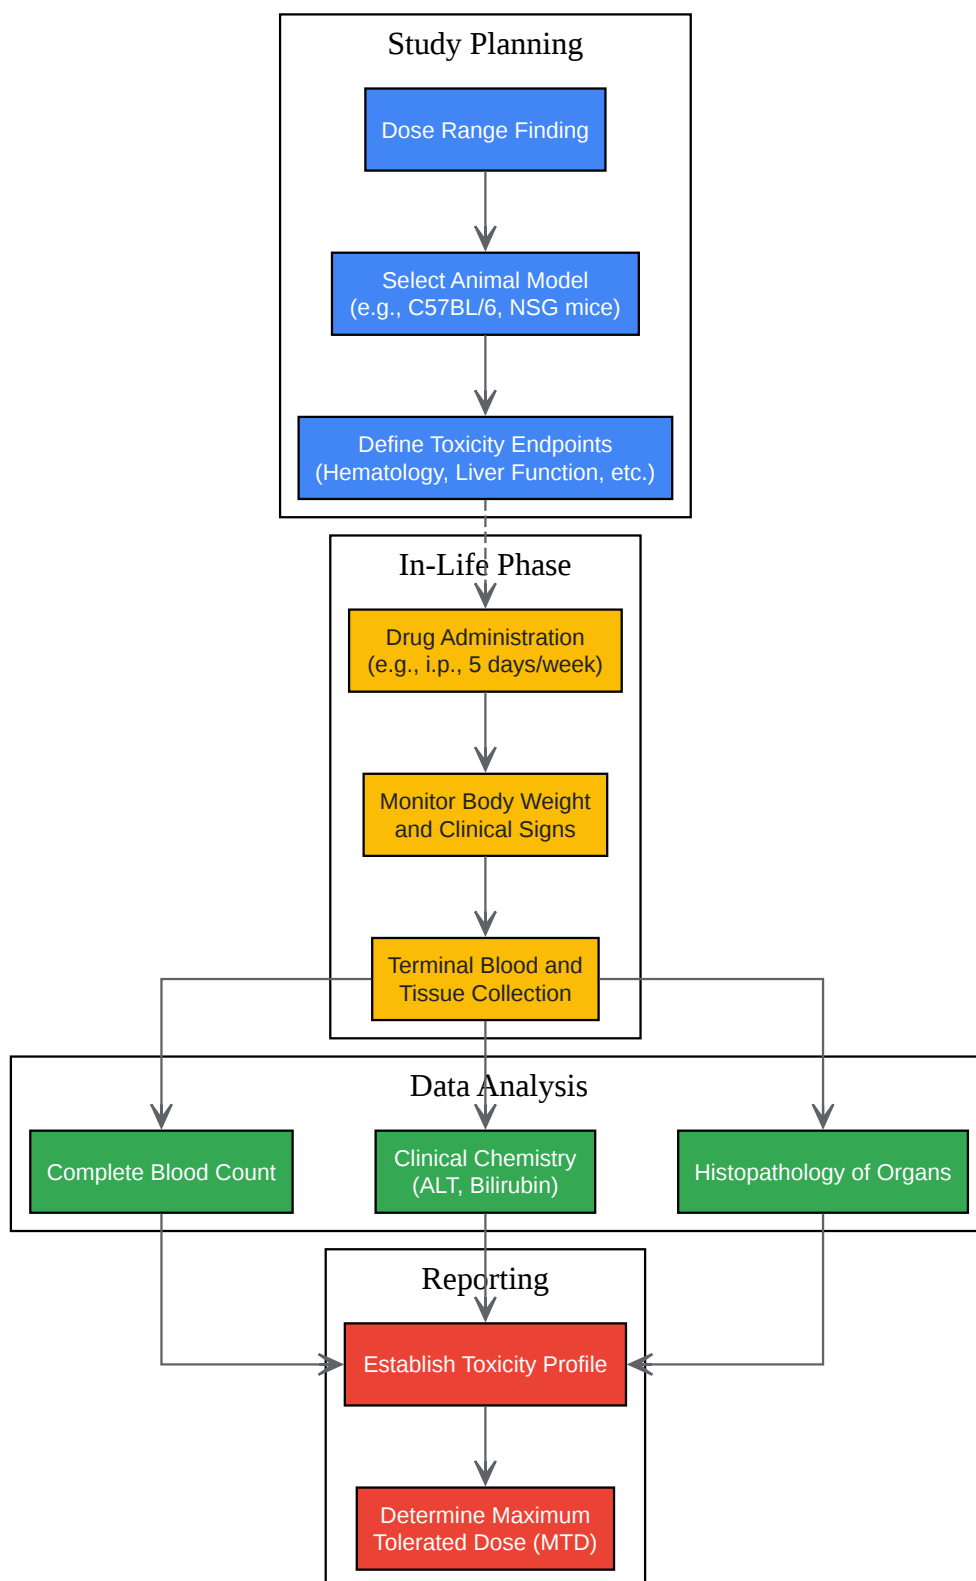 Study Planning
Dose Range Finding
Select Animal Model
(e.g., C57BL/6, NSG mice)
Define Toxicity Endpoints
(Hematology, Liver Function, etc.)
In-Life Phase
Drug Administration
(e.g., i.p., 5 days/week)
Monitor Body Weight
and Clinical Signs
Terminal Blood and
Tissue Collection
Data Analysis
Complete Blood Count
Clinical Chemistry
(ALT, Bilirubin)
Histopathology of Organs
Reporting
Establish Toxicity Profile
Determine Maximum
Tolerated Dose (MTD)